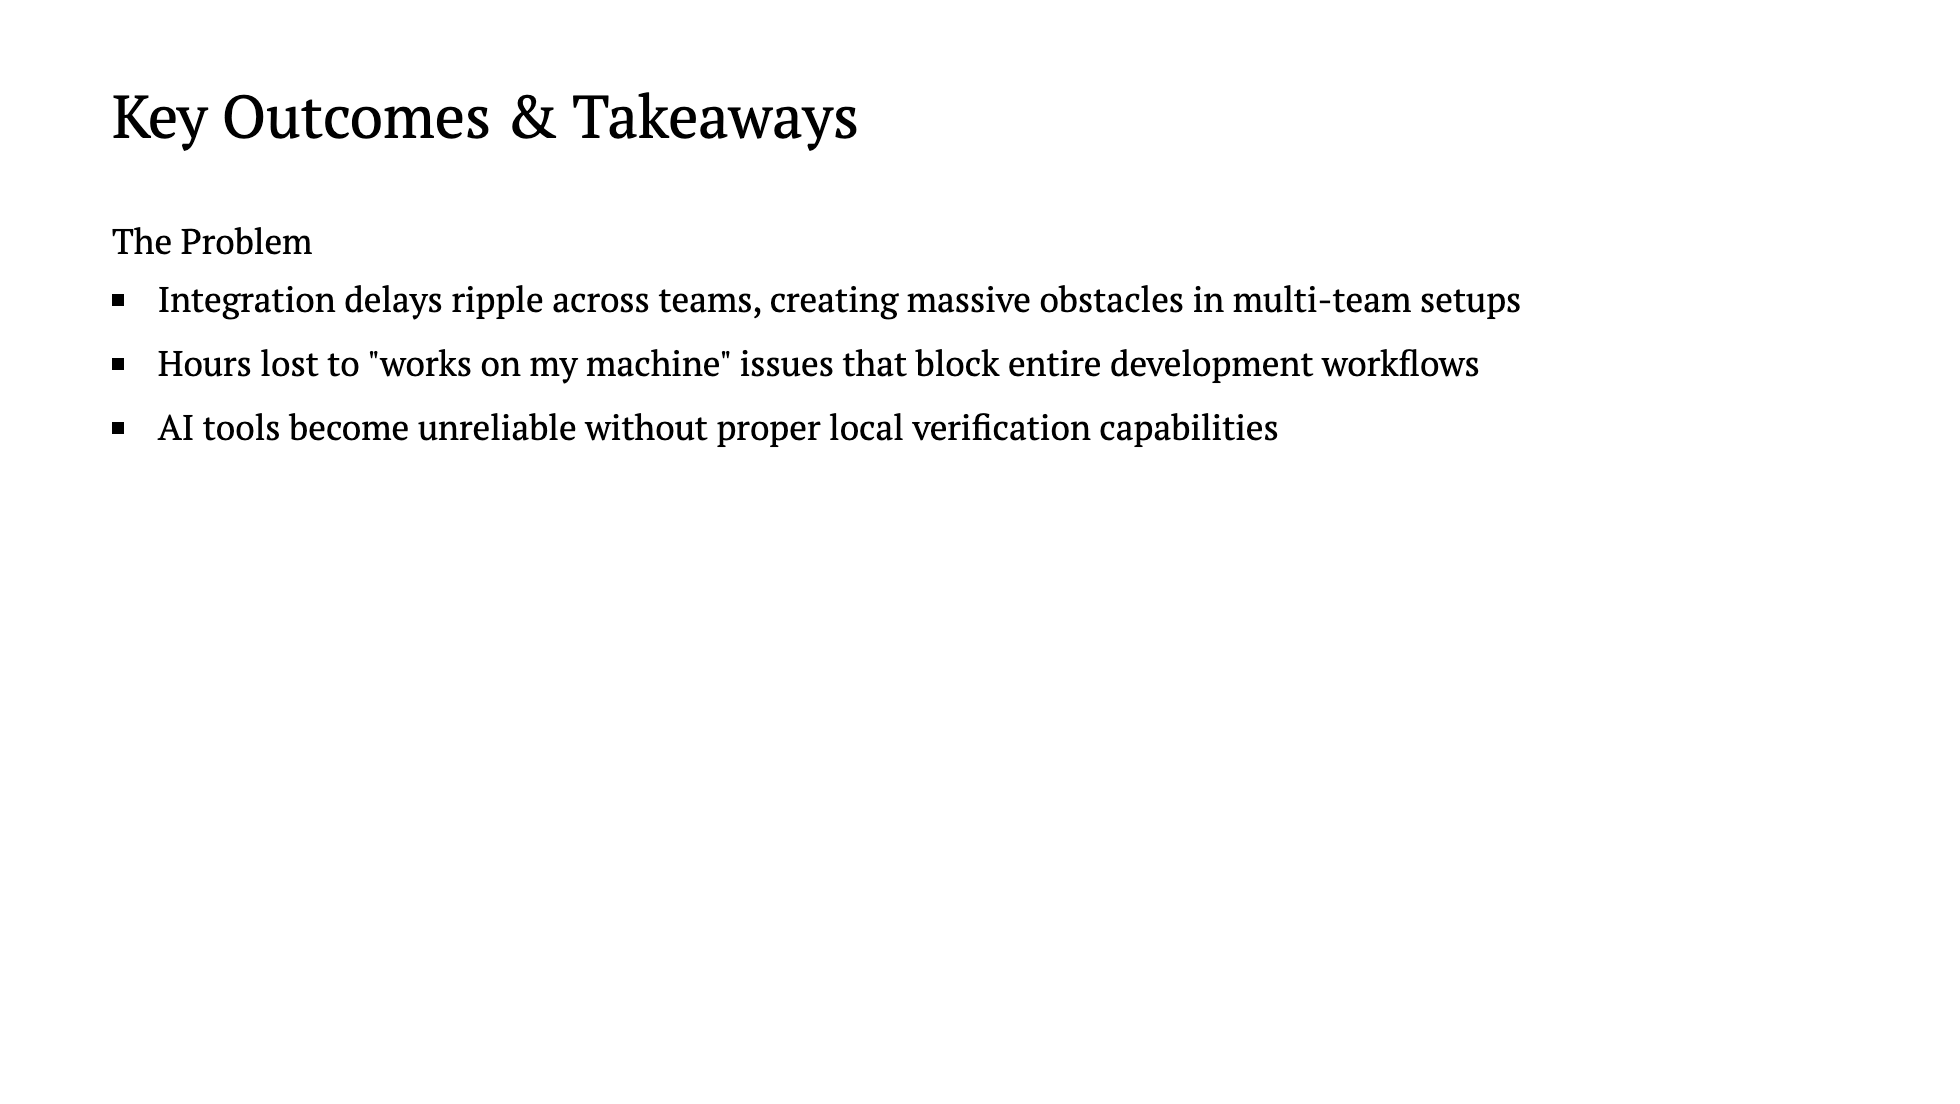 Key Outcomes & Takeaways
The Problem
▪ Integration delays ripple across teams, creating massive obstacles in multi-team setups
▪ Hours lost to "works on my machine" issues that block entire development workflows
▪ AI tools become unreliable without proper local verification capabilities